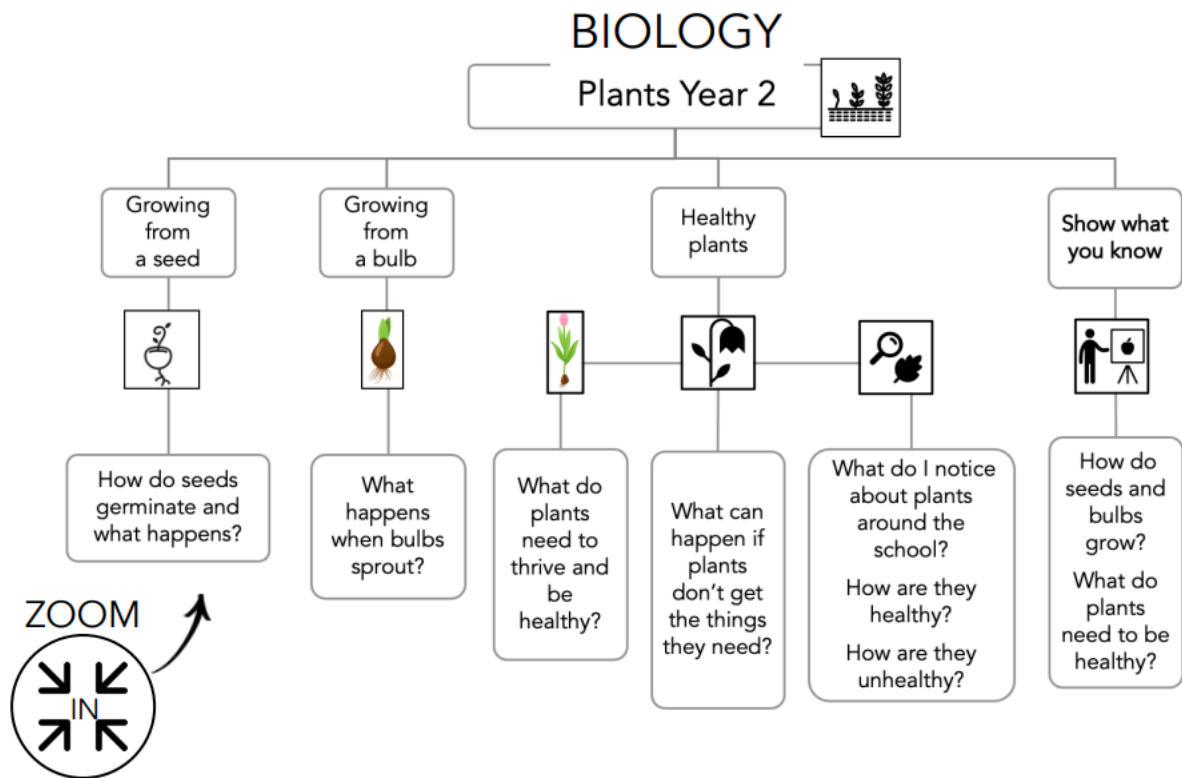 BIOLOGY
Plants Year 2
Growing
from
a seed
Growing
from
a bulb
Healthy
plants
Show what
you know
How do seeds
germinate and
what happens?
What
happens
when bulbs
sprout?
What do
plants
need to
thrive and
be
healthy?
What can
happen if
plants
don’t get
the things
they need?
What do I notice
about plants
around the
school?
How are they
healthy?
How are they
unhealthy?
How do
seeds and
bulbs
grow?
What do
plants
need to be
healthy?
ZOOM
IN